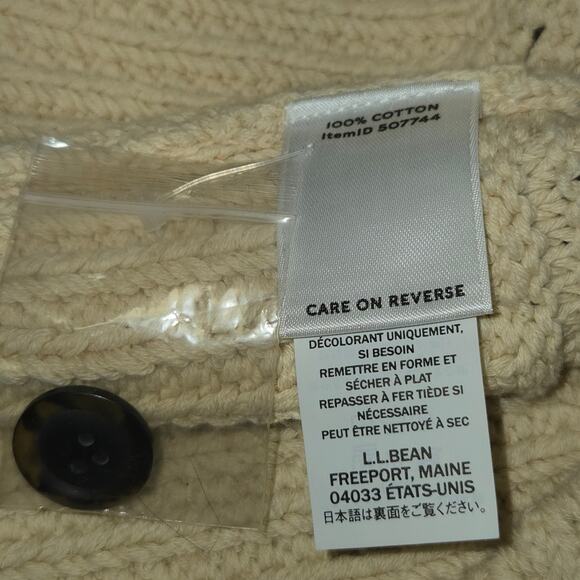 100% COTTON
ItemID 507744
CARE ON REVERSE
DÉCOLORANT UNIQUEMENT,
SI BESOIN
REMETTRE EN FORME ET
SÉCHER À PLAT
REPASSER À FER TIÈDE SI
NÉCESSAIRE
PEUT ÊTRE NETTOYÉ À SEC
L.L.BEAN
FREEPORT, MAINE
04033 ÉTATS-UNIS
日本語は裏面をご覧ください。